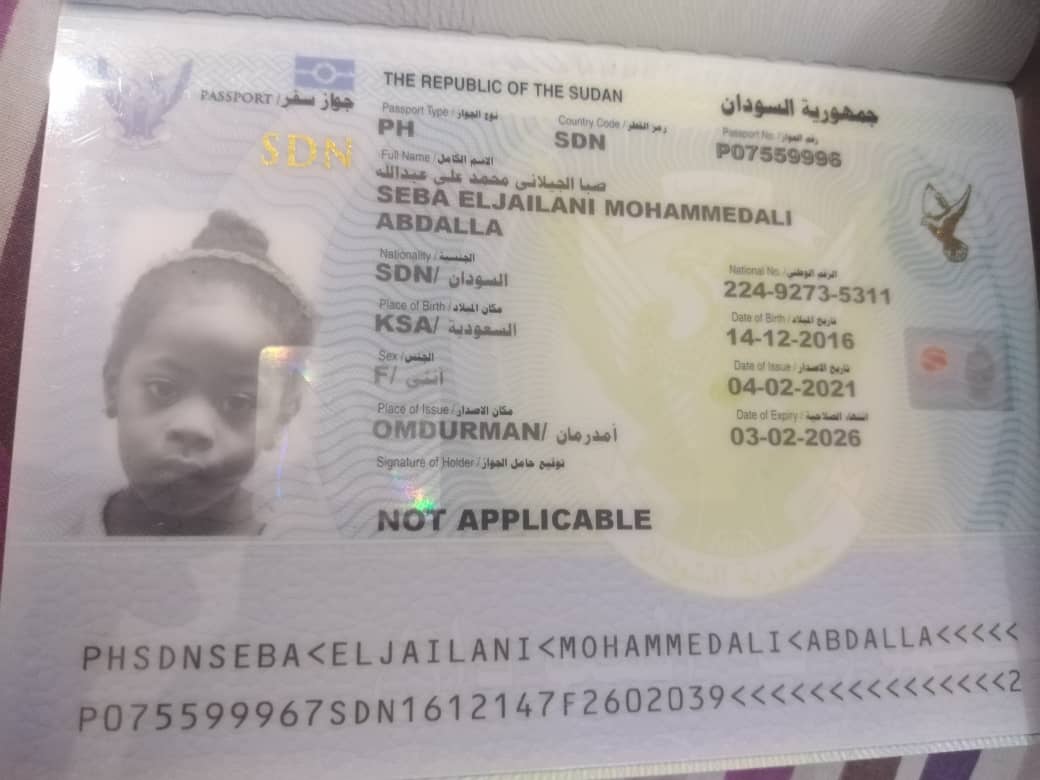 THE REPUBLIC OF THE SUDAN
جمهورية السودان
PASSPORT / جواز سفر
SDN
Passport Type / نوع الجواز
PH
Country Code / رمز القطر
SDN
Passport No. / رقم الجواز
P07559996
Full Name / الاسم الكامل
صبا الجيلانى محمد على عبدالله
SEBA ELJAILANI MOHAMMEDALI
ABDALLA
Nationality / الجنسية
SDN/ السودان
National No. / الرقم الوطني
224-9273-5311
Place of Birth / مكان الميلاد
KSA/ السعودية
Date of Birth / تاريخ الميلاد
14-12-2016
Sex / الجنس
F/ أنثى
Date of Issue / تاريخ الاصدار
04-02-2021
Place of Issue / مكان الاصدار
OMDURMAN/ أمدرمان
Date of Expiry / انتهاء الصلاحية
03-02-2026
Signature of Holder / توقيع حامل الجواز
NOT APPLICABLE
جمهورية السودان
PHSDNSEBA<ELJAILANI<MOHAMMEDALI<ABDALLA<<<<<
P075599967SDN1612147F2602039<<<<<<<<<<<<<<<2